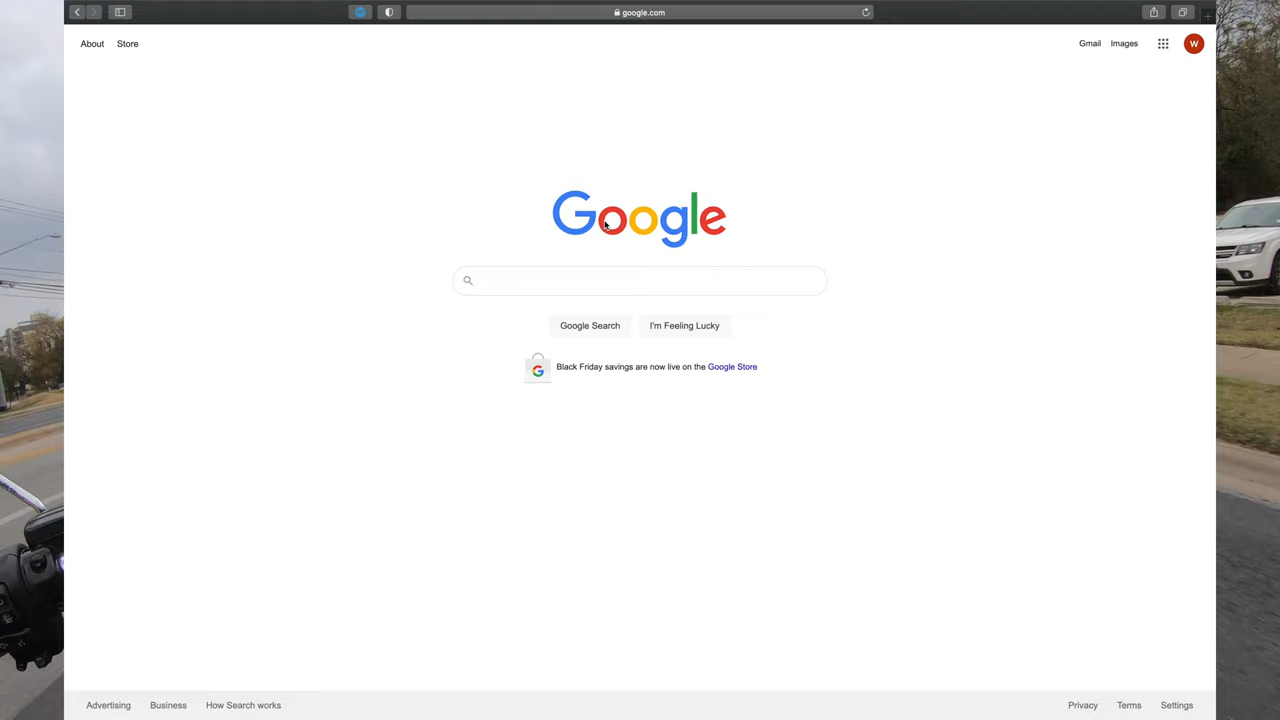 google.com
About Store Gmail Images W
Google
Google Search I'm Feeling Lucky
G Black Friday savings are now live on the Google Store
Advertising Business How Search works Privacy Terms Settings